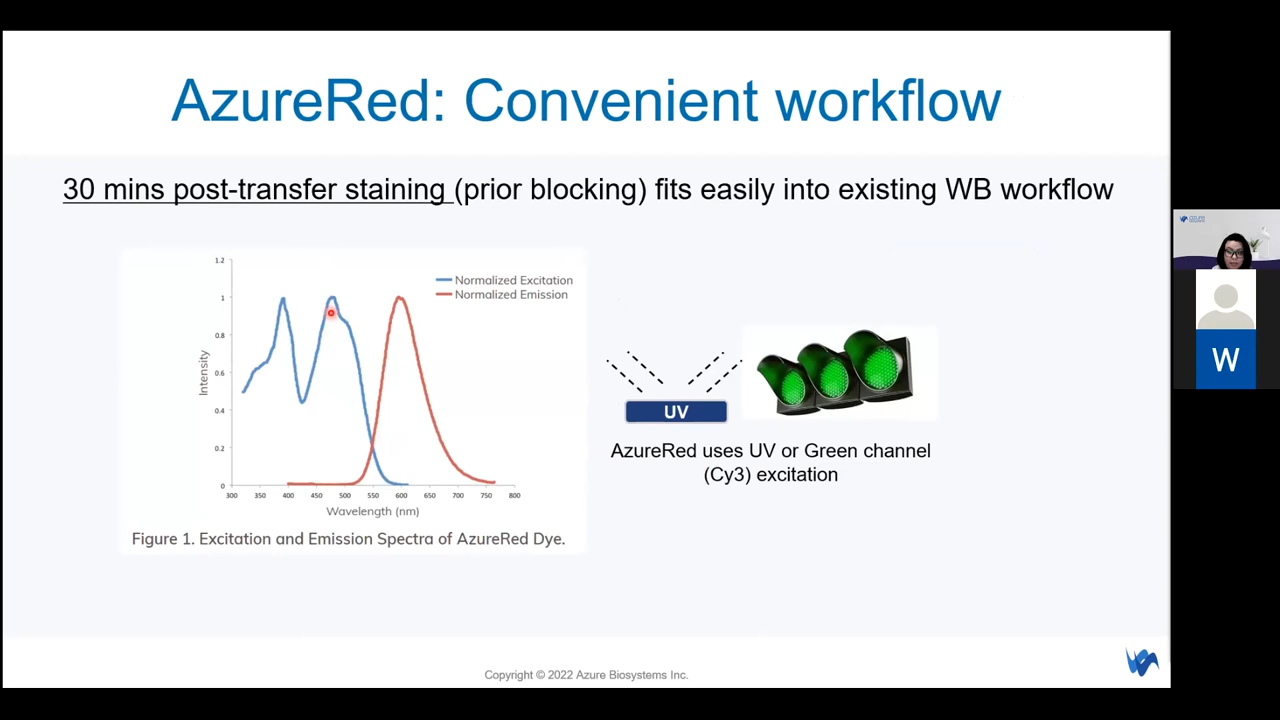 AzureRed: Convenient workflow
30 mins post-transfer staining (prior blocking) fits easily into existing WB workflow
1.2
1
0.8
0.6
0.4
0.2
0
Intensity
Normalized Excitation
Normalized Emission
300 350 400 450 500 550 600 650 700 750 800
Wavelength (nm)
Figure 1. Excitation and Emission Spectra of AzureRed Dye.
UV
AzureRed uses UV or Green channel
(Cy3) excitation
Copyright © 2022 Azure Biosystems Inc.
azure
W